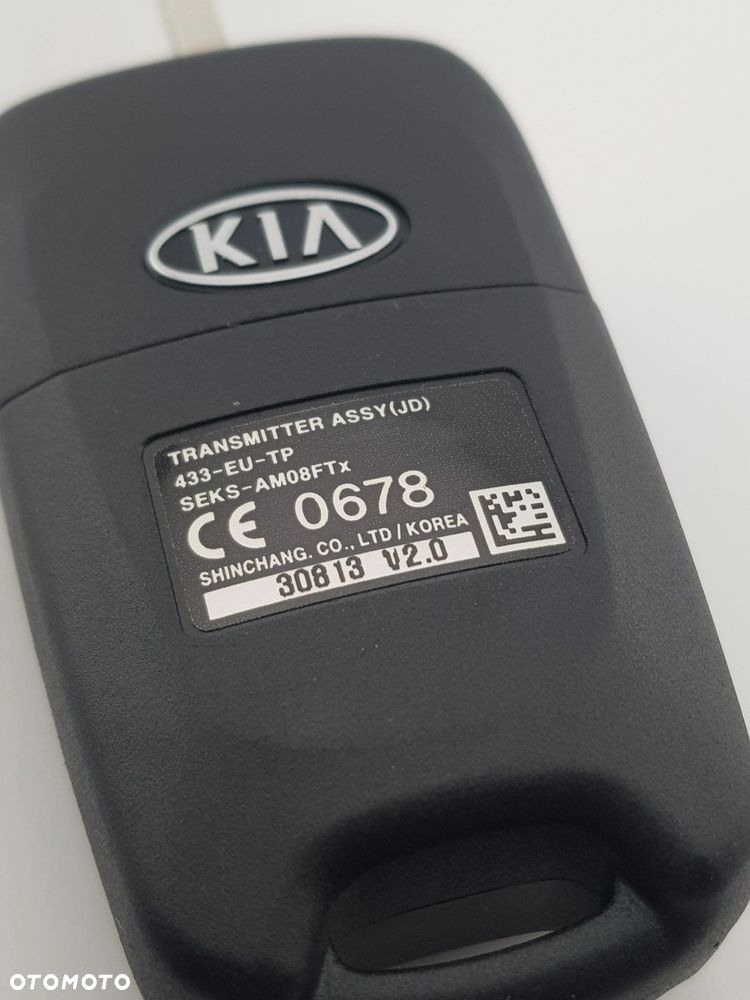 KIA
TRANSMITTER ASSY(JD)
433-EU-TP
SEKS-AM08FTx
CE 0678
SHINCHANG. CO., LTD / KOREA
30813 V2.0
OTOMOTO